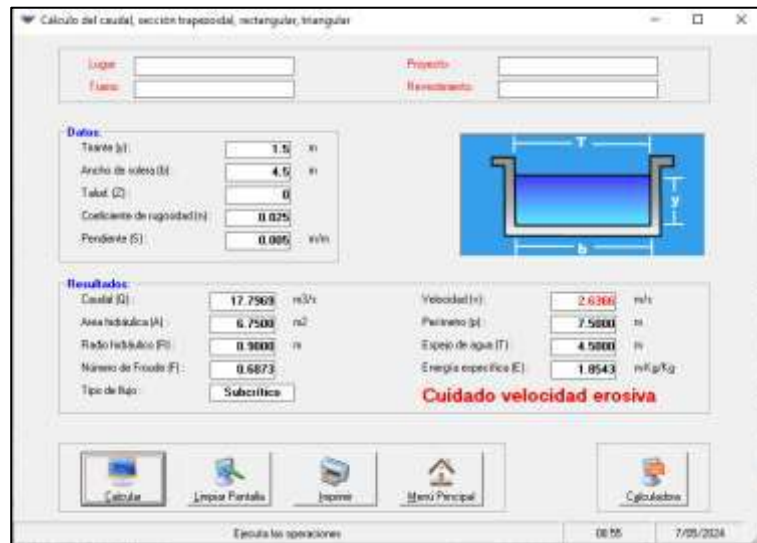 Cálculo del caudal, sección trapezoidal, rectangular, triangular
Lugar:
Proyecto:
Tramo:
Revestimiento:
Datos:
Tirante (y): 1.5 m
Ancho de solera (b): 4.5 m
Talud (Z): 0
Coeficiente de rugosidad (n): 0.025
Pendiente (S): 0.005 m/m
T
y
b
Resultados:
Caudal (Q): 17.7969 m3/s
Velocidad (v): 2.6366 m/s
Area hidráulica (A): 6.7500 m2
Perímetro (p): 7.5000 m
Radio hidráulico (R): 0.9000 m
Espejo de agua (T): 4.5000 m
Número de Froude (F): 0.6873
Energía específica (E): 1.8543 m-Kg/Kg
Tipo de flujo: Subcrítico
Cuidado velocidad erosiva
Calcular
Limpiar Pantalla
Imprimir
Menú Principal
Calculadora
Ejecuta las operaciones
00:55
7/05/2024